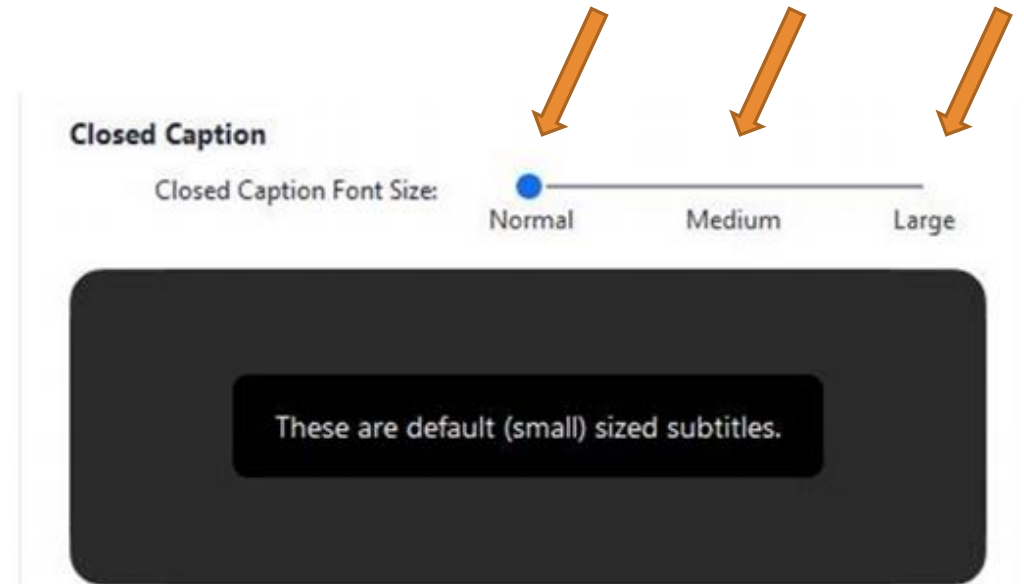 Closed Caption
Closed Caption Font Size:
Normal Medium Large
These are default (small) sized subtitles.